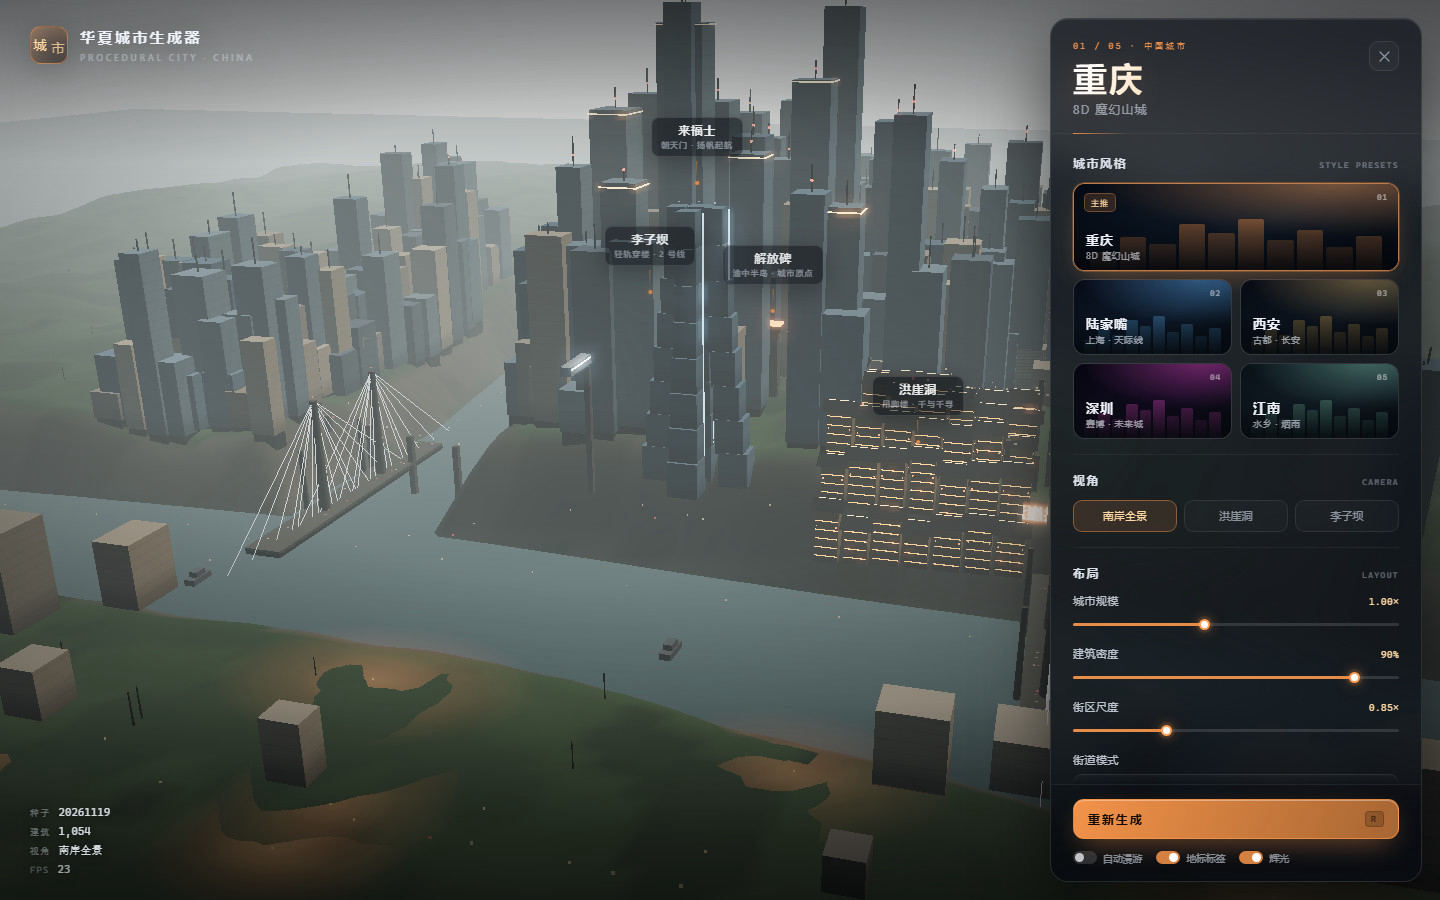 城市
华夏城市生成器
PROCEDURAL CITY · CHINA
来福士
朝天门 · 扬帆起航
李子坝
轻轨穿楼 · 2 号线
解放碑
渝中半岛 · 城市原点
洪崖洞
吊脚楼 · 千与千寻
种子 20261119
建筑 1,054
视角 南岸全景
FPS 23
01 / 05 · 中国城市
重庆
8D 魔幻山城
城市风格 STYLE PRESETS
主推 01
重庆
8D 魔幻山城
02
陆家嘴
上海 · 天际线
03
西安
古都 · 长安
04
深圳
赛博 · 未来城
05
江南
水乡 · 烟雨
视角 CAMERA
南岸全景 洪崖洞 李子坝
布局 LAYOUT
城市规模 1.00×
建筑密度 90%
街区尺度 0.85×
街道模式
重新生成 R
自动漫游 地标标签 辉光